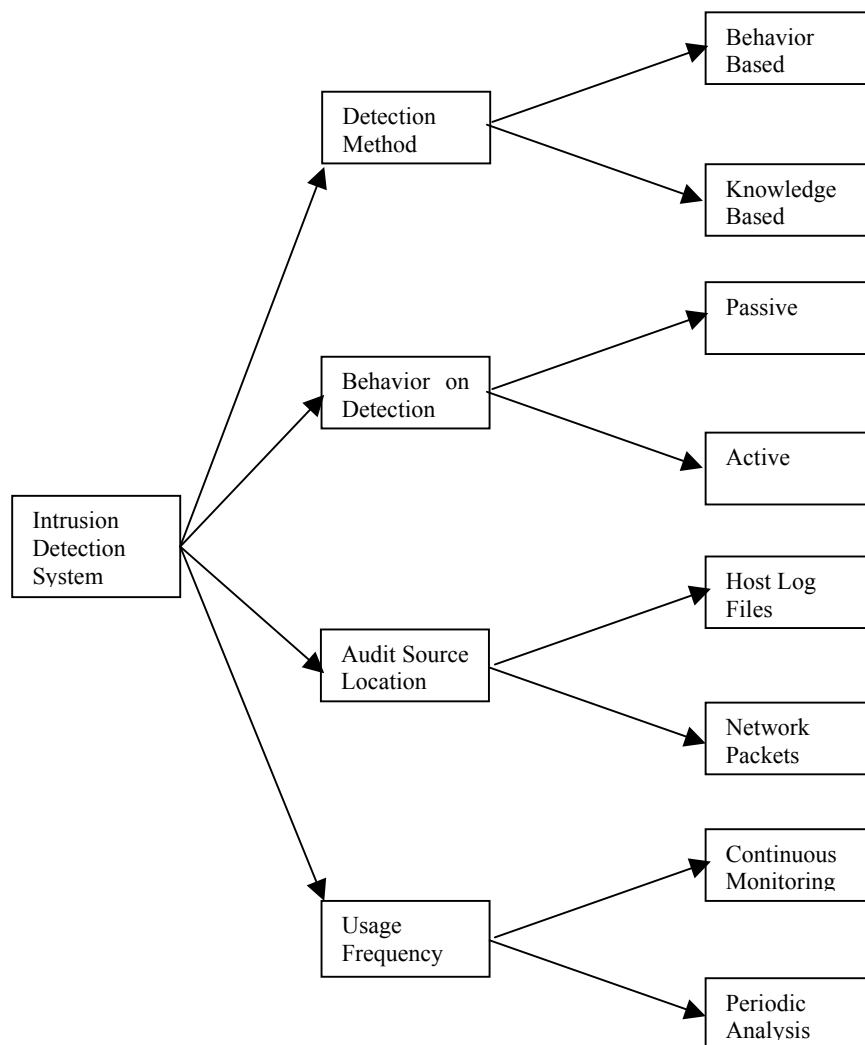 Behavior
Based
Detection
Method
Knowledge
Based
Passive
Behavior on
Detection
Active
Intrusion
Detection
System
Host Log
Files
Audit Source
Location
Network
Packets
Continuous
Monitoring
Usage
Frequency
Periodic
Analysis